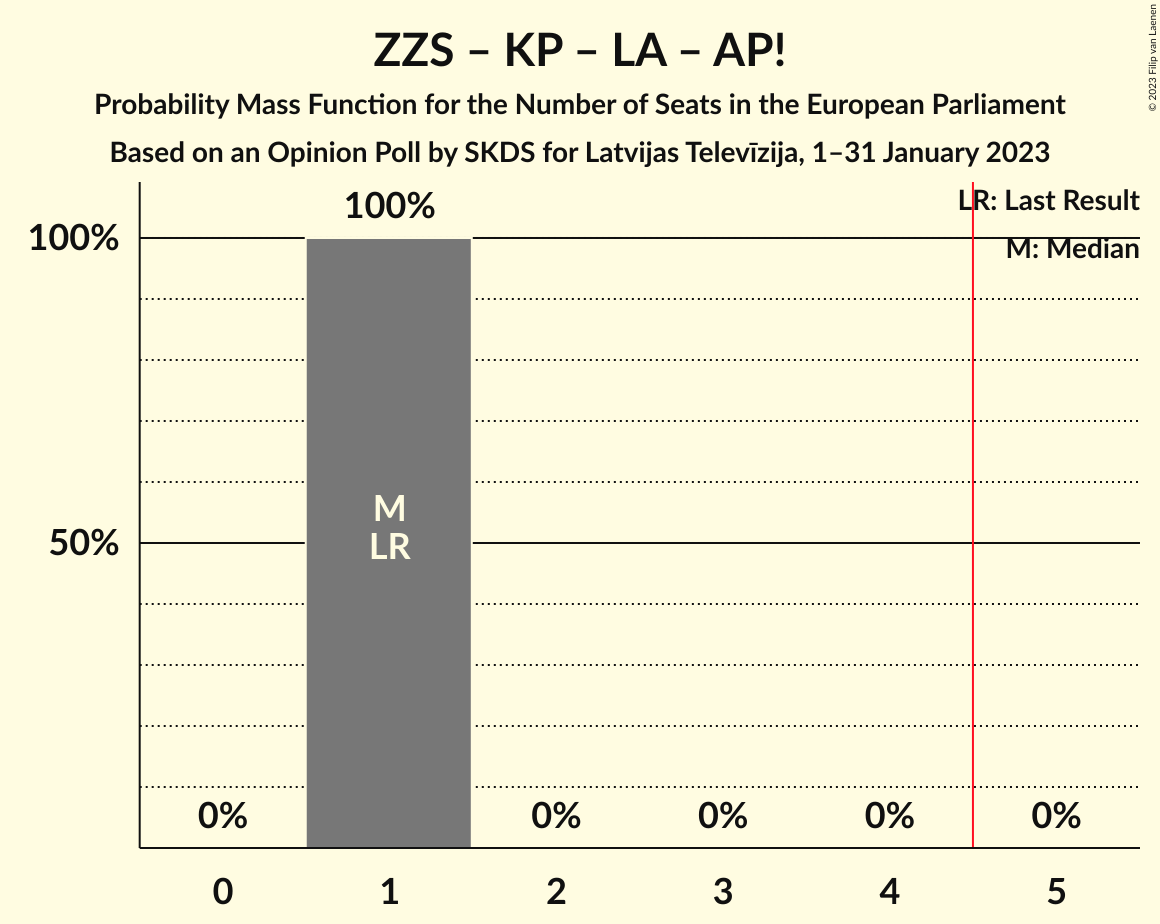 ZZS – KP – LA – AP!
Probability Mass Function for the Number of Seats in the European Parliament
Based on an Opinion Poll by SKDS for Latvijas Televīzija, 1–31 January 2023
© 2023 Filip van Laenen
LR: Last Result
M: Median
100%
100%
50%
M
LR
0%
0%
0%
0%
0%
0
1
2
3
4
5